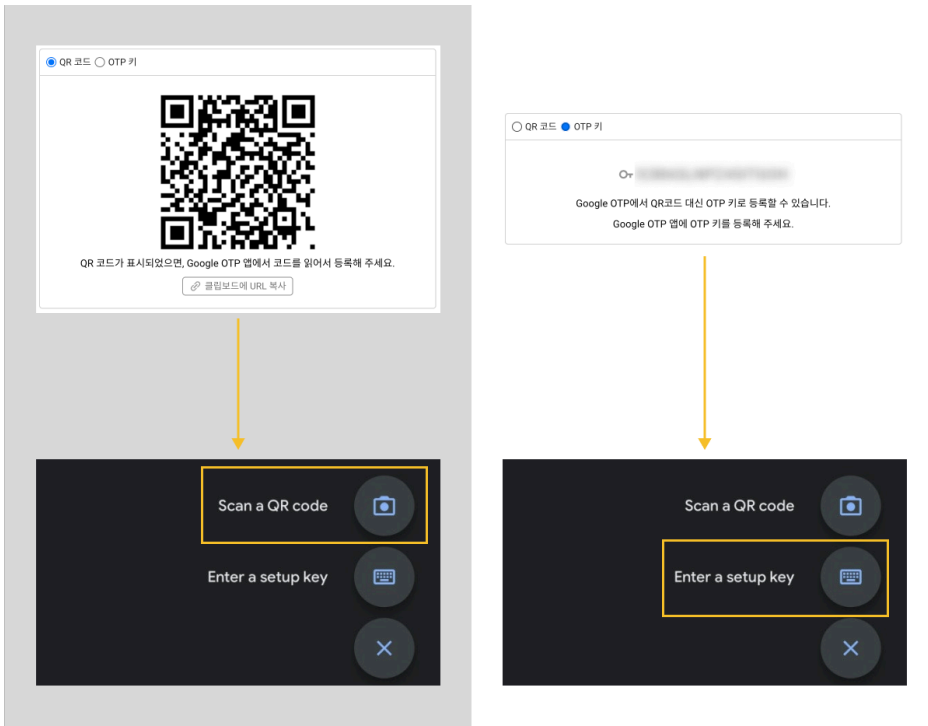 QR 코드 OTP 키
QR 코드가 표시되었으면, Google OTP 앱에서 코드를 읽어서 등록해 주세요.
클립보드에 URL 복사
Scan a QR code
Enter a setup key
QR 코드 OTP 키
Google OTP에서 QR코드 대신 OTP 키로 등록할 수 있습니다.
Google OTP 앱에 OTP 키를 등록해 주세요.
Scan a QR code
Enter a setup key